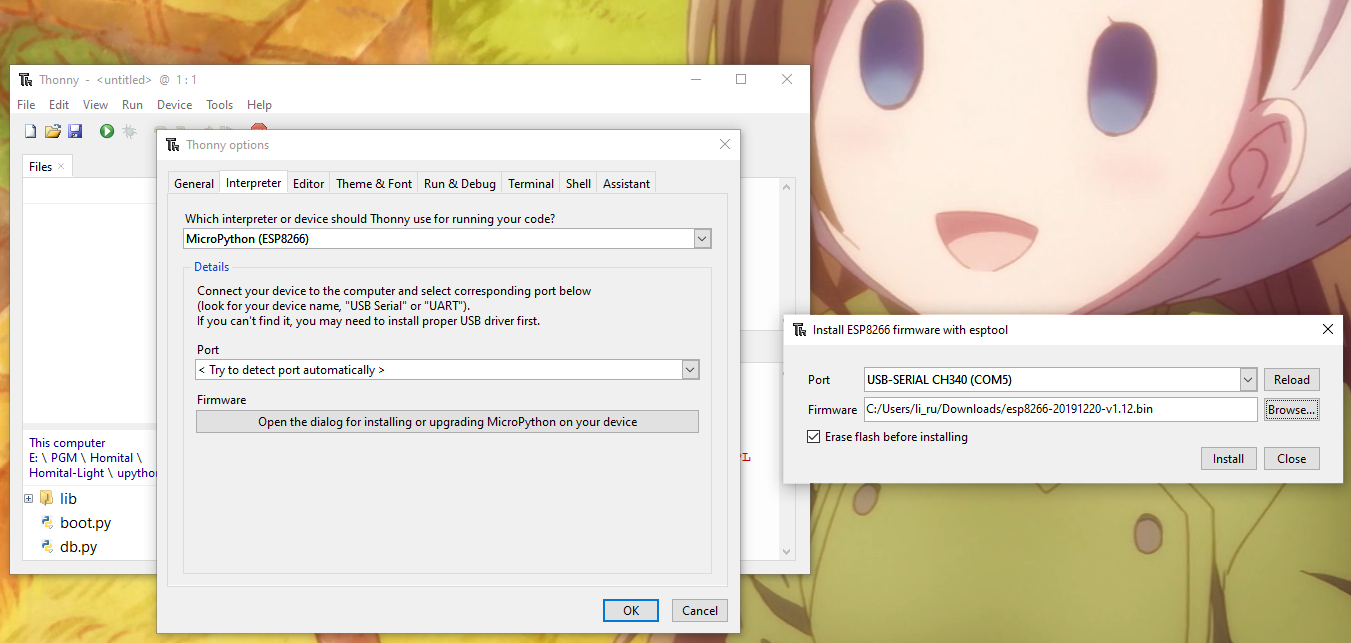 Thonny - <untitled> @ 1 : 1
File Edit View Run Device Tools Help
Files
This computer
E: \ PGM \ Homital \
Homital-Light \ upython
lib
boot.py
db.py
Thonny options
General Interpreter Editor Theme & Font Run & Debug Terminal Shell Assistant
Which interpreter or device should Thonny use for running your code?
MicroPython (ESP8266)
Details
Connect your device to the computer and select corresponding port below
(look for your device name, "USB Serial" or "UART").
If you can't find it, you may need to install proper USB driver first.
Port
< Try to detect port automatically >
Firmware
Open the dialog for installing or upgrading MicroPython on your device
OK Cancel
Install ESP8266 firmware with esptool
Port USB-SERIAL CH340 (COM5) Reload
Firmware C:/Users/li_ru/Downloads/esp8266-20191220-v1.12.bin Browse...
Erase flash before installing
Install Close